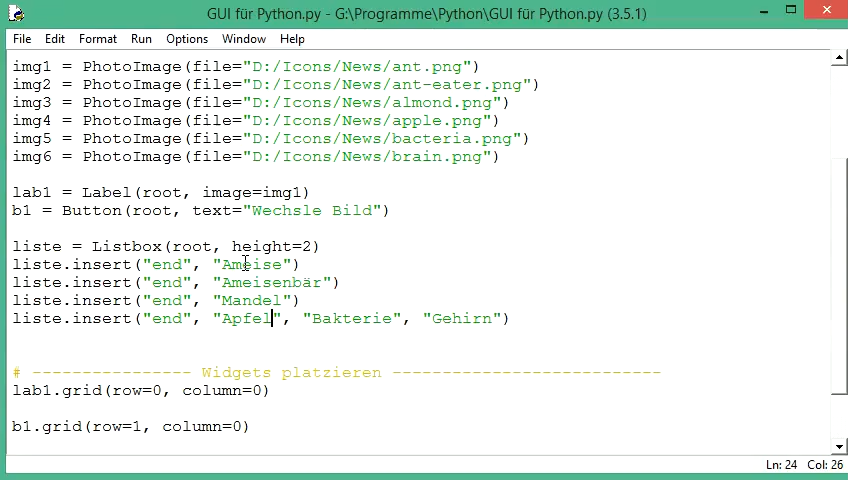 GUI für Python.py - G:\Programme\Python\GUI für Python.py (3.5.1)
File Edit Format Run Options Window Help
img1 = PhotoImage(file="D:/Icons/News/ant.png")
img2 = PhotoImage(file="D:/Icons/News/ant-eater.png")
img3 = PhotoImage(file="D:/Icons/News/almond.png")
img4 = PhotoImage(file="D:/Icons/News/apple.png")
img5 = PhotoImage(file="D:/Icons/News/bacteria.png")
img6 = PhotoImage(file="D:/Icons/News/brain.png")
lab1 = Label(root, image=img1)
b1 = Button(root, text="Wechsle Bild")
liste = Listbox(root, height=2)
liste.insert("end", "Ameise")
liste.insert("end", "Ameisenbär")
liste.insert("end", "Mandel")
liste.insert("end", "Apfel", "Bakterie", "Gehirn")
# ---------------- Widgets platzieren ---------------------------
lab1.grid(row=0, column=0)
b1.grid(row=1, column=0)
Ln: 24 Col: 26